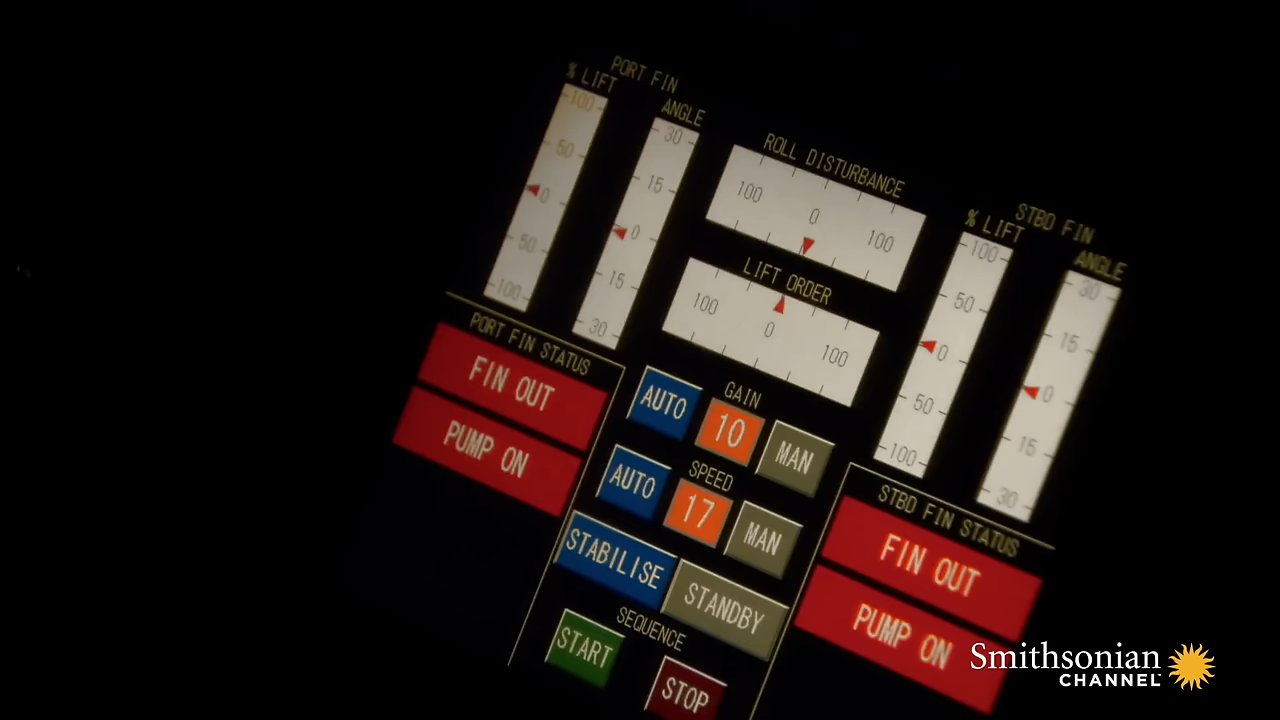 PORT FIN
% LIFT
ANGLE
100
50
0
50
100
30
15
0
15
30
ROLL DISTURBANCE
100 0 100
LIFT ORDER
100 0 100
STBD FIN
% LIFT
ANGLE
100
50
0
50
100
30
15
0
15
30
PORT FIN STATUS
FIN OUT
PUMP ON
GAIN
AUTO 10 MAN
SPEED
AUTO 17 MAN
STABILISE STANDBY
SEQUENCE
START STOP
STBD FIN STATUS
FIN OUT
PUMP ON
Smithsonian
CHANNEL